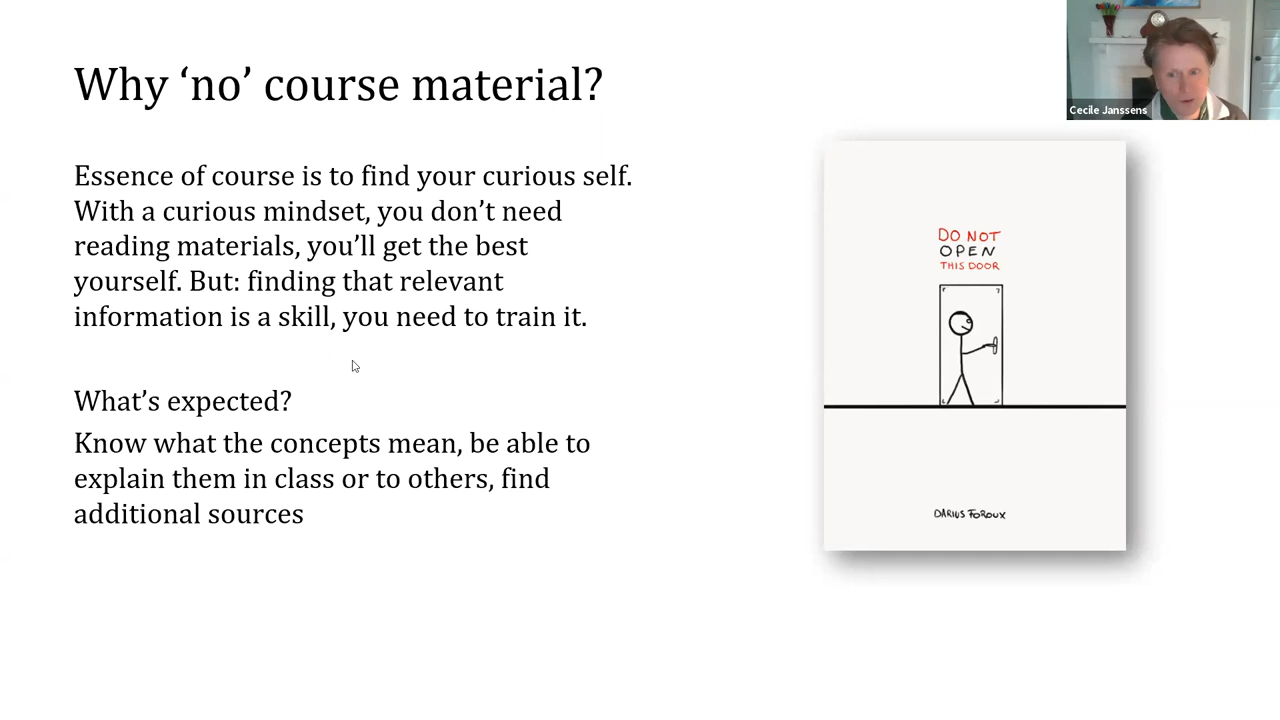 Why ‘no’ course material?
Essence of course is to find your curious self.
With a curious mindset, you don’t need
reading materials, you’ll get the best
yourself. But: finding that relevant
information is a skill, you need to train it.
What’s expected?
Know what the concepts mean, be able to
explain them in class or to others, find
additional sources
Cecile Janssens
DO NOT
OPEN
THIS DOOR
DARIUS FOROUX